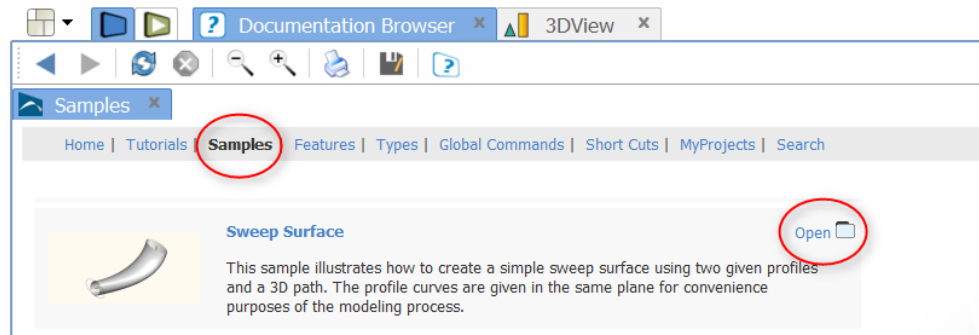 Documentation Browser × 3DView ×
Samples ×
Home | Tutorials | Samples Features | Types | Global Commands | Short Cuts | MyProjects | Search
Sweep Surface
Open
This sample illustrates how to create a simple sweep surface using two given profiles
and a 3D path. The profile curves are given in the same plane for convenience
purposes of the modeling process.